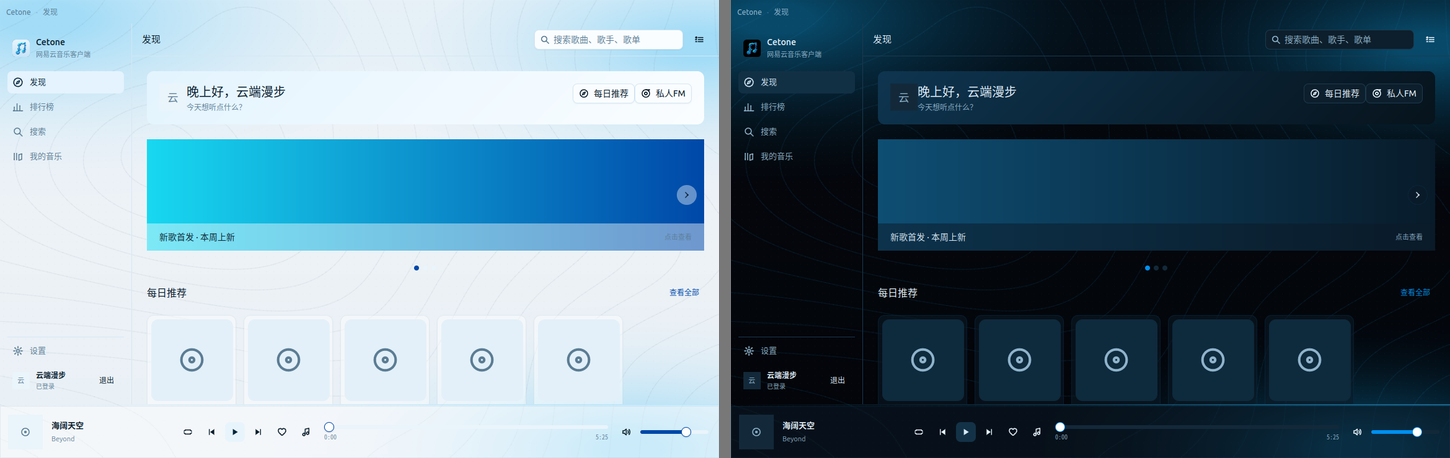 Cetone · 发现
Cetone
网易云音乐客户端
发现
搜索歌曲、歌手、歌单
发现
排行榜
搜索
我的音乐
云
晚上好，云端漫步
今天想听点什么？
每日推荐
私人FM
新歌首发 · 本周上新
点击查看
每日推荐
查看全部
设置
云
云端漫步
已登录
退出
海阔天空
Beyond
0:00
5:25
Cetone · 发现
Cetone
网易云音乐客户端
发现
搜索歌曲、歌手、歌单
发现
排行榜
搜索
我的音乐
云
晚上好，云端漫步
今天想听点什么？
每日推荐
私人FM
新歌首发 · 本周上新
点击查看
每日推荐
查看全部
设置
云
云端漫步
已登录
退出
海阔天空
Beyond
0:00
5:25